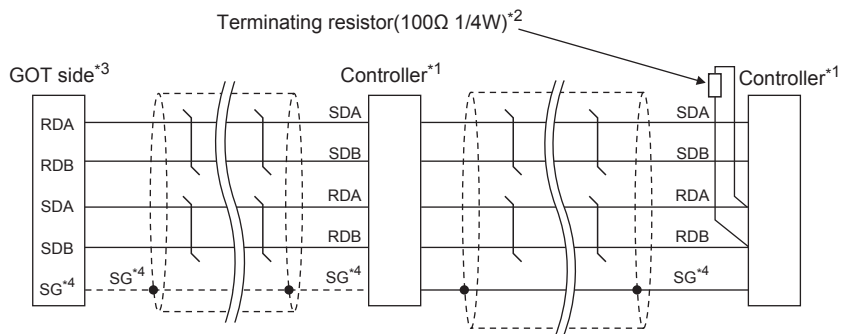 Terminating resistor(100Ω 1/4W)*2
GOT side*3 Controller*1 Controller*1
RDA SDA SDA
RDB SDB SDB
SDA RDA RDA
SDB RDB RDB
SG*4 SG*4 SG*4 SG*4